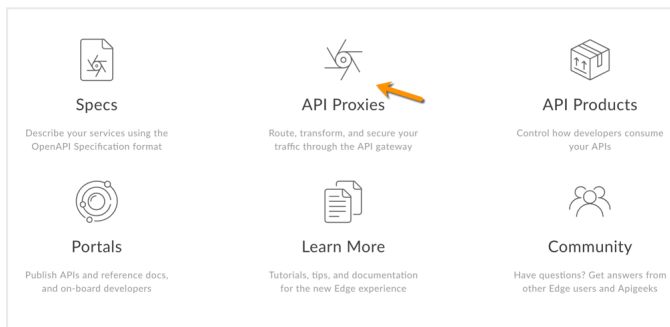 Specs
Describe your services using the
OpenAPI Specification format
API Proxies
Route, transform, and secure your
traffic through the API gateway
API Products
Control how developers consume
your APIs
Portals
Publish APIs and reference docs,
and on-board developers
Learn More
Tutorials, tips, and documentation
for the new Edge experience
Community
Have questions? Get answers from
other Edge users and Apigeeks